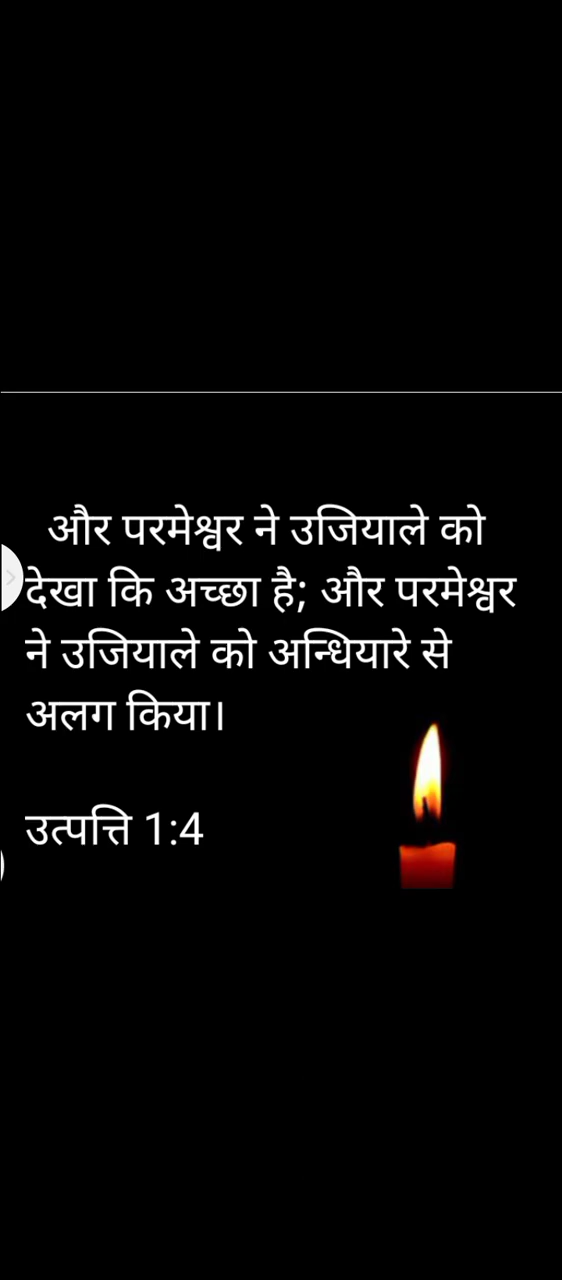 और परमेश्वर ने उजियाले को
देखा कि अच्छा है; और परमेश्वर
ने उजियाले को अन्धियारे से
अलग किया।
उत्पत्ति 1:4